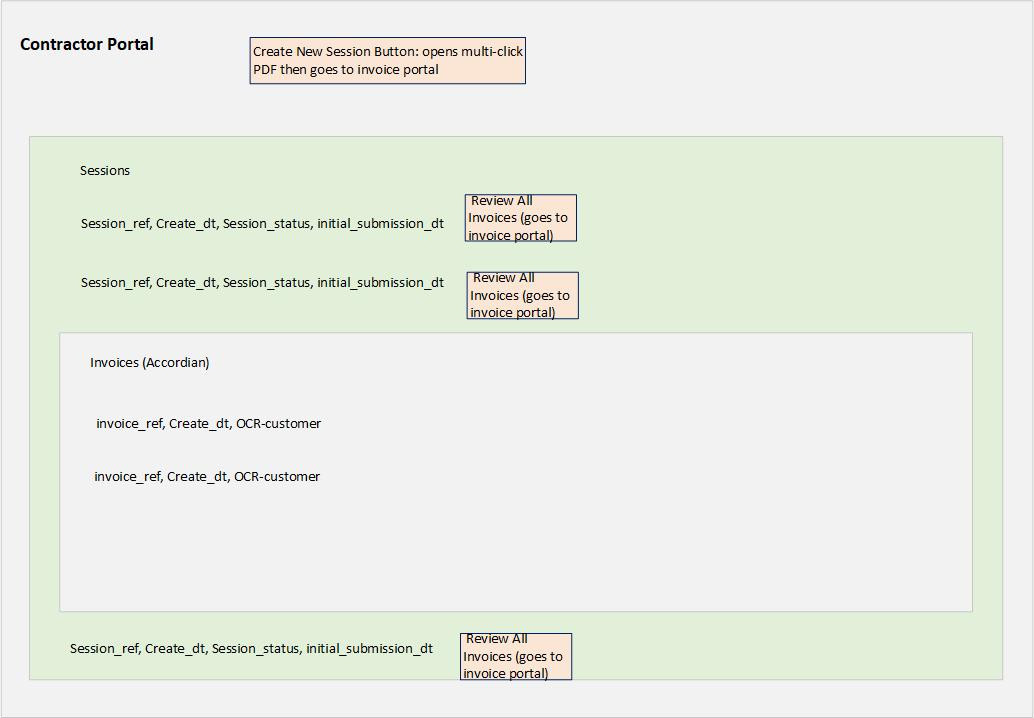 Contractor Portal
Create New Session Button: opens multi-click
PDF then goes to invoice portal
Sessions
Session_ref, Create_dt, Session_status, initial_submission_dt
Review All
Invoices (goes to
invoice portal)
Session_ref, Create_dt, Session_status, initial_submission_dt
Review All
Invoices (goes to
invoice portal)
Invoices (Accordian)
invoice_ref, Create_dt, OCR-customer
invoice_ref, Create_dt, OCR-customer
Session_ref, Create_dt, Session_status, initial_submission_dt
Review All
Invoices (goes to
invoice portal)